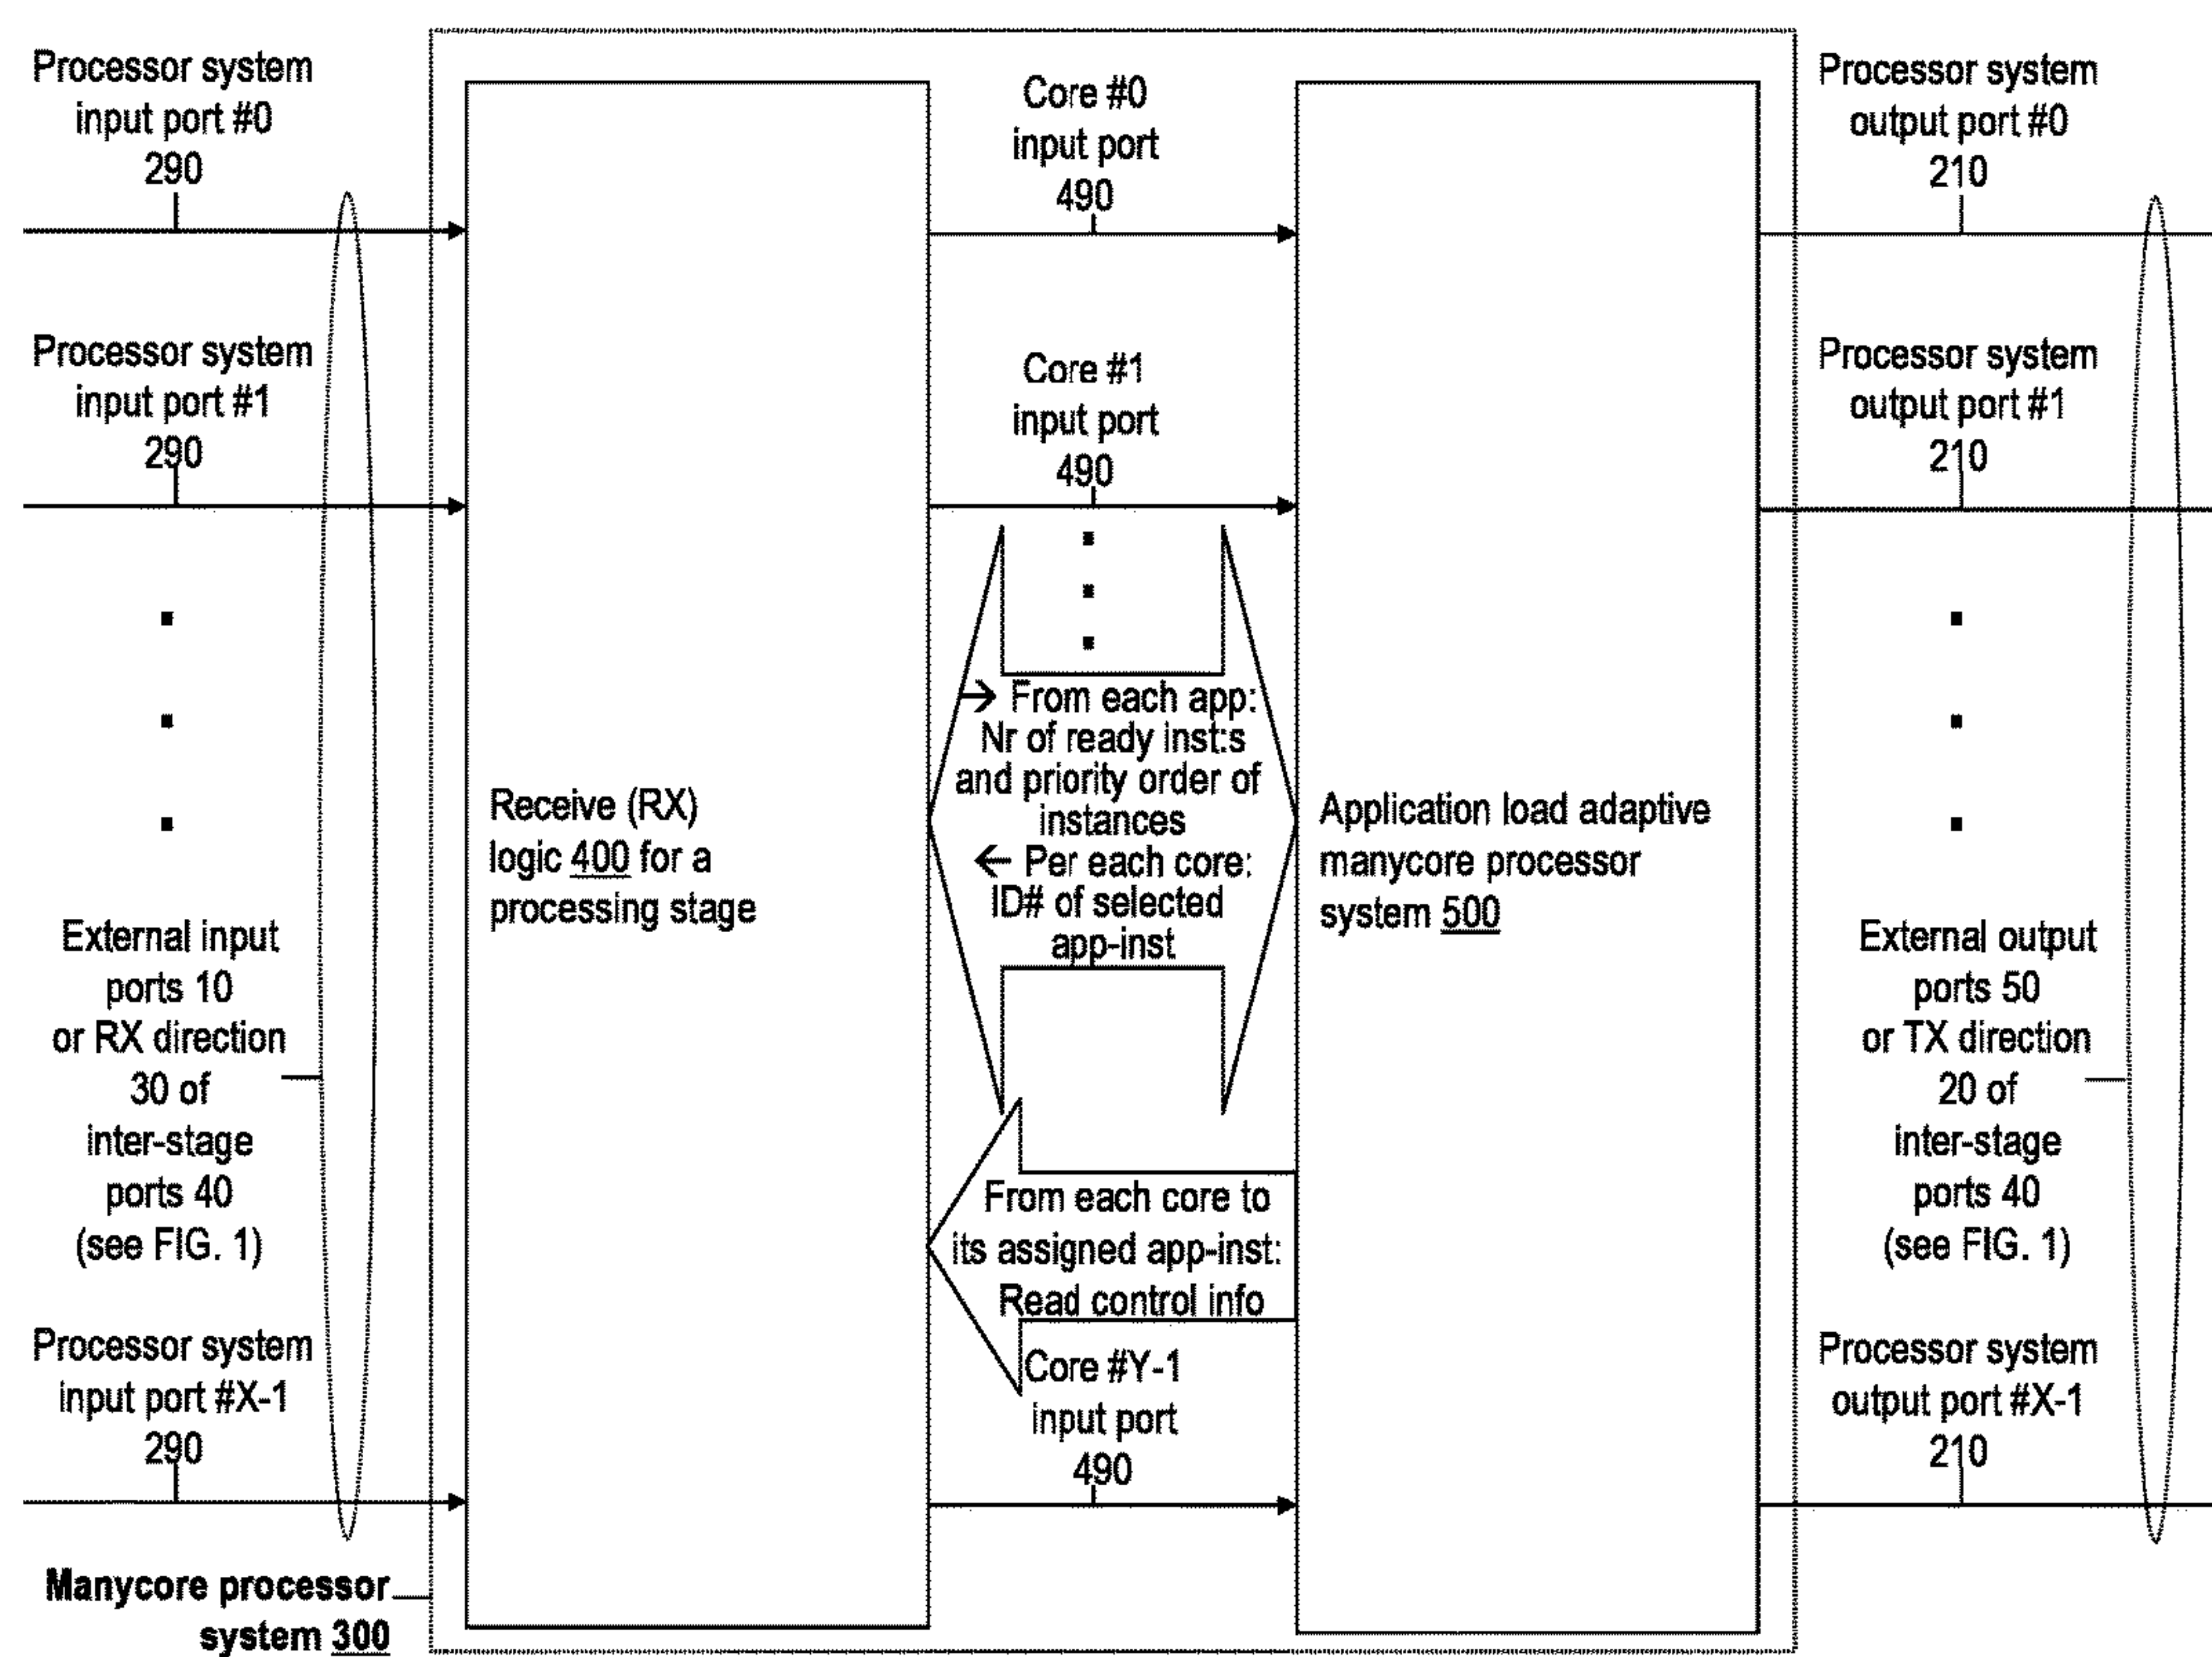 Processor system
input port #0
290
Processor system
input port #1
290
External input
ports 10
or RX direction
30 of
inter-stage
ports 40
(see FIG. 1)
Processor system
input port #X-1
290
Manycore processor
system 300
Receive (RX)
logic 400 for a
processing stage
Core #0
input port
490
Core #1
input port
490
→ From each app:
Nr of ready inst:s
and priority order of
instances
← Per each core:
ID# of selected
app-inst
From each core to
its assigned app-inst:
Read control info
Core #Y-1
input port
490
Application load adaptive
manycore processor
system 500
Processor system
output port #0
210
Processor system
output port #1
210
External output
ports 50
or TX direction
20 of
inter-stage
ports 40
(see FIG. 1)
Processor system
output port #X-1
210